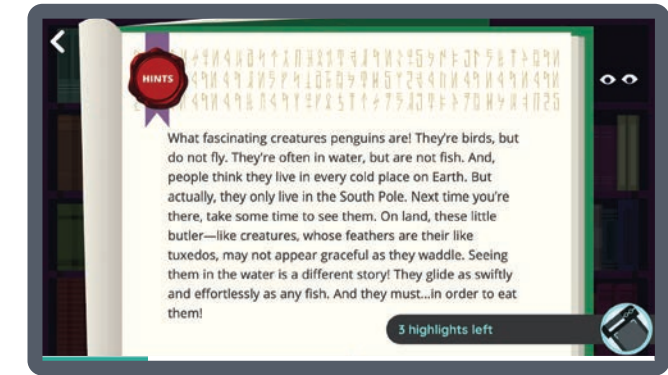 HINTS
What fascinating creatures penguins are! They're birds, but
do not fly. They're often in water, but are not fish. And,
people think they live in every cold place on Earth. But
actually, they only live in the South Pole. Next time you're
there, take some time to see them. On land, these little
butler—like creatures, whose feathers are their like
tuxedos, may not appear graceful as they waddle. Seeing
them in the water is a different story! They glide as swiftly
and effortlessly as any fish. And they must...in order to eat
them!
3 highlights left